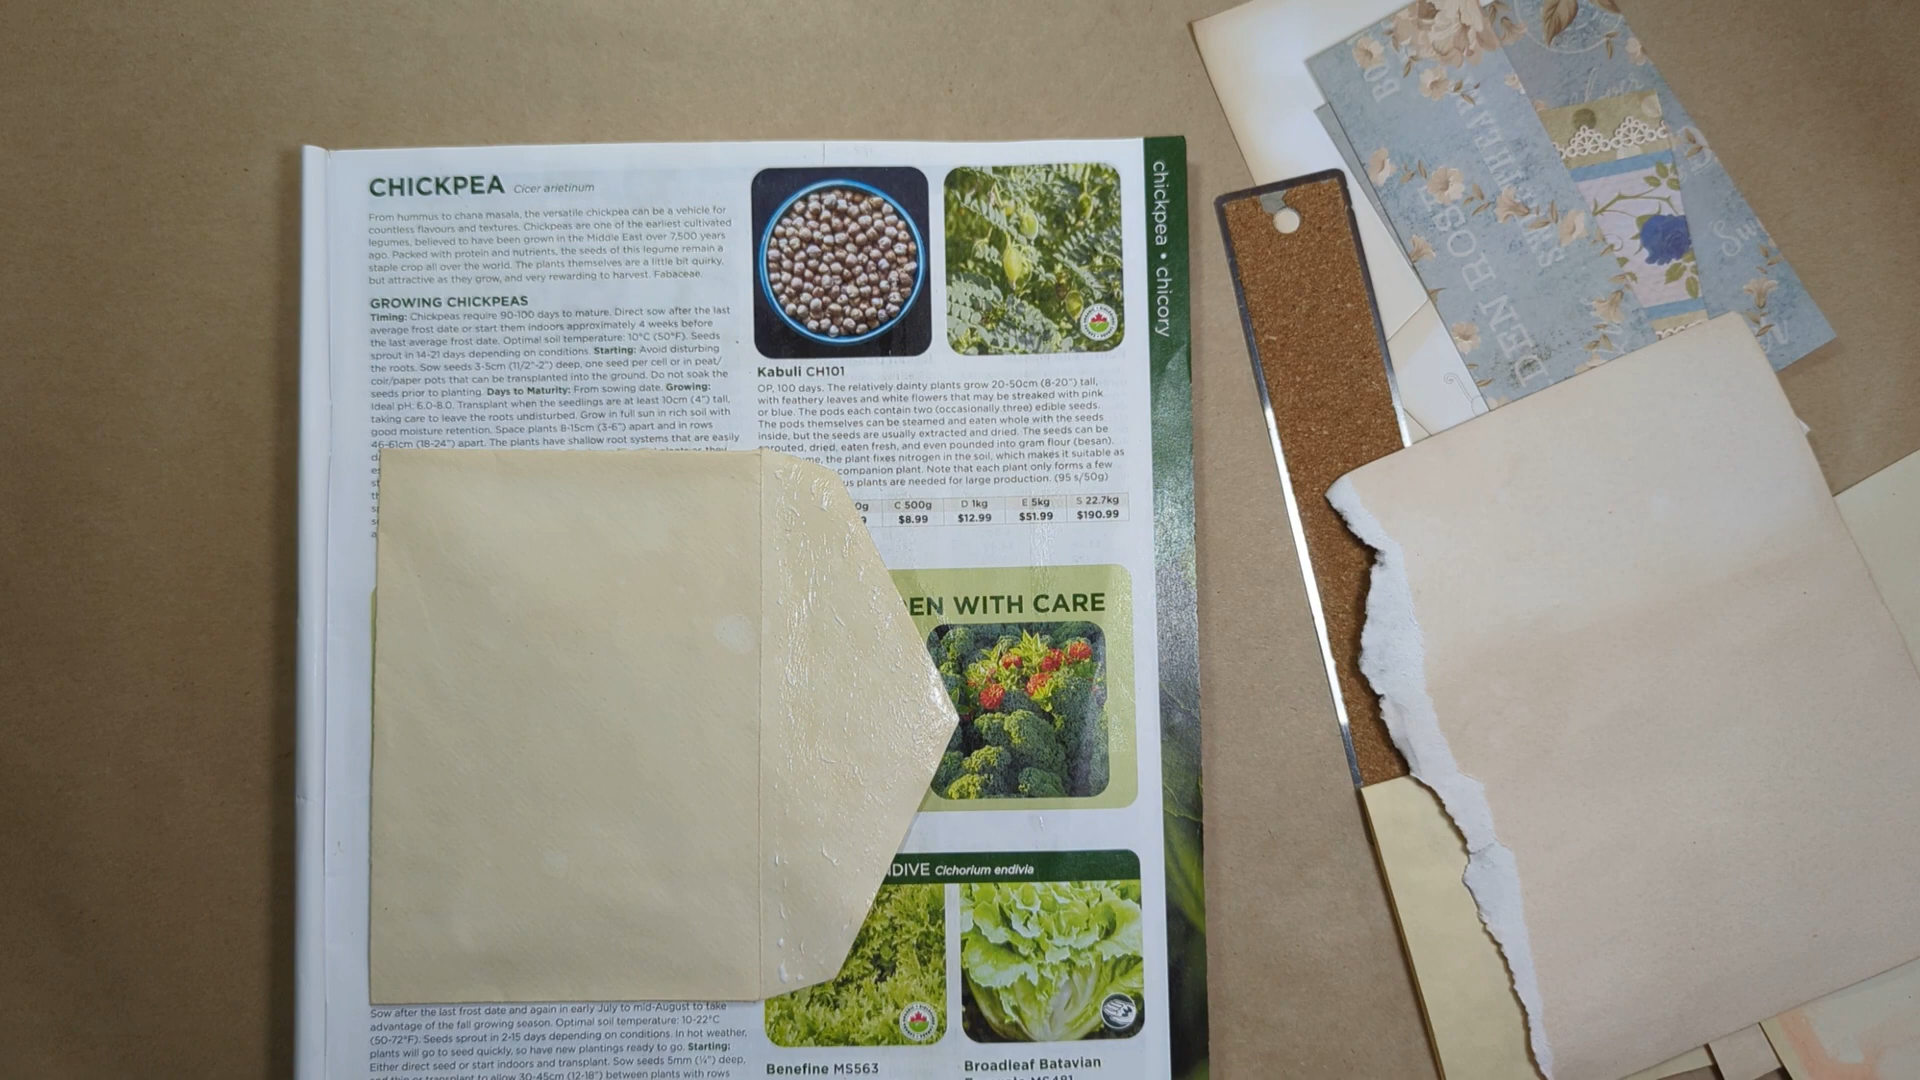 CHICKPEA Cicer arietinum
From hummus to chana masala, the versatile chickpea can be a vehicle for
countless flavours and textures. Chickpeas are one of the earliest cultivated
legumes, believed to have been grown in the Middle East over 7,500 years
ago. Packed with protein and nutrients, the seeds of this legume remain a
staple crop all over the world. The plants themselves are a little bit quirky,
but attractive as they grow, and very rewarding to harvest. Fabaceae.
GROWING CHICKPEAS
Timing: Chickpeas require 90-100 days to mature. Direct sow after the last
average frost date or start them indoors approximately 4 weeks before
the last average frost date. Optimal soil temperature: 10°C (50°F). Seeds
sprout in 14-21 days depending on conditions. Starting: Avoid disturbing
the roots. Sow seeds 3-5cm (11/2"-2") deep, one seed per cell or in peat/
coir/paper pots that can be transplanted into the ground. Do not soak the
seeds prior to planting. Days to Maturity: From sowing date. Growing:
Ideal pH: 6.0-8.0. Transplant when the seedlings are at least 10cm (4") tall,
taking care to leave the roots undisturbed. Grow in full sun in rich soil with
good moisture retention. Space plants 8-15cm (3-6") apart and in rows
46-61cm (18-24") apart. The plants have shallow root systems that are easily
Sow after the last frost date and again in early July to mid-August to take
advantage of the fall growing season. Optimal soil temperature: 10-22°C
(50-72°F). Seeds sprout in 2-15 days depending on conditions. In hot weather,
plants will go to seed quickly, so have new plantings ready to go. Starting:
Either direct seed or start indoors and transplant. Sow seeds 5mm (¼") deep,
and thin or transplant to allow 30-45cm (12-18") between plants with rows
Kabuli CH101
OP, 100 days. The relatively dainty plants grow 20-50cm (8-20") tall,
with feathery leaves and white flowers that may be streaked with pink
or blue. The pods each contain two (occasionally three) edible seeds.
The pods themselves can be steamed and eaten whole with the seeds
inside, but the seeds are usually extracted and dried. The seeds can be
sprouted, dried, eaten fresh, and even pounded into gram flour (besan).
the plant fixes nitrogen in the soil, which makes it suitable as
companion plant. Note that each plant only forms a few
plants are needed for large production. (95 s/50g)
C 500g D 1kg E 5kg S 22.7kg
$8.99 $12.99 $51.99 $190.99
EN WITH CARE
DIVE Cichorium endivia
Benefine MS563
Broadleaf Batavian
chickpea • chicory